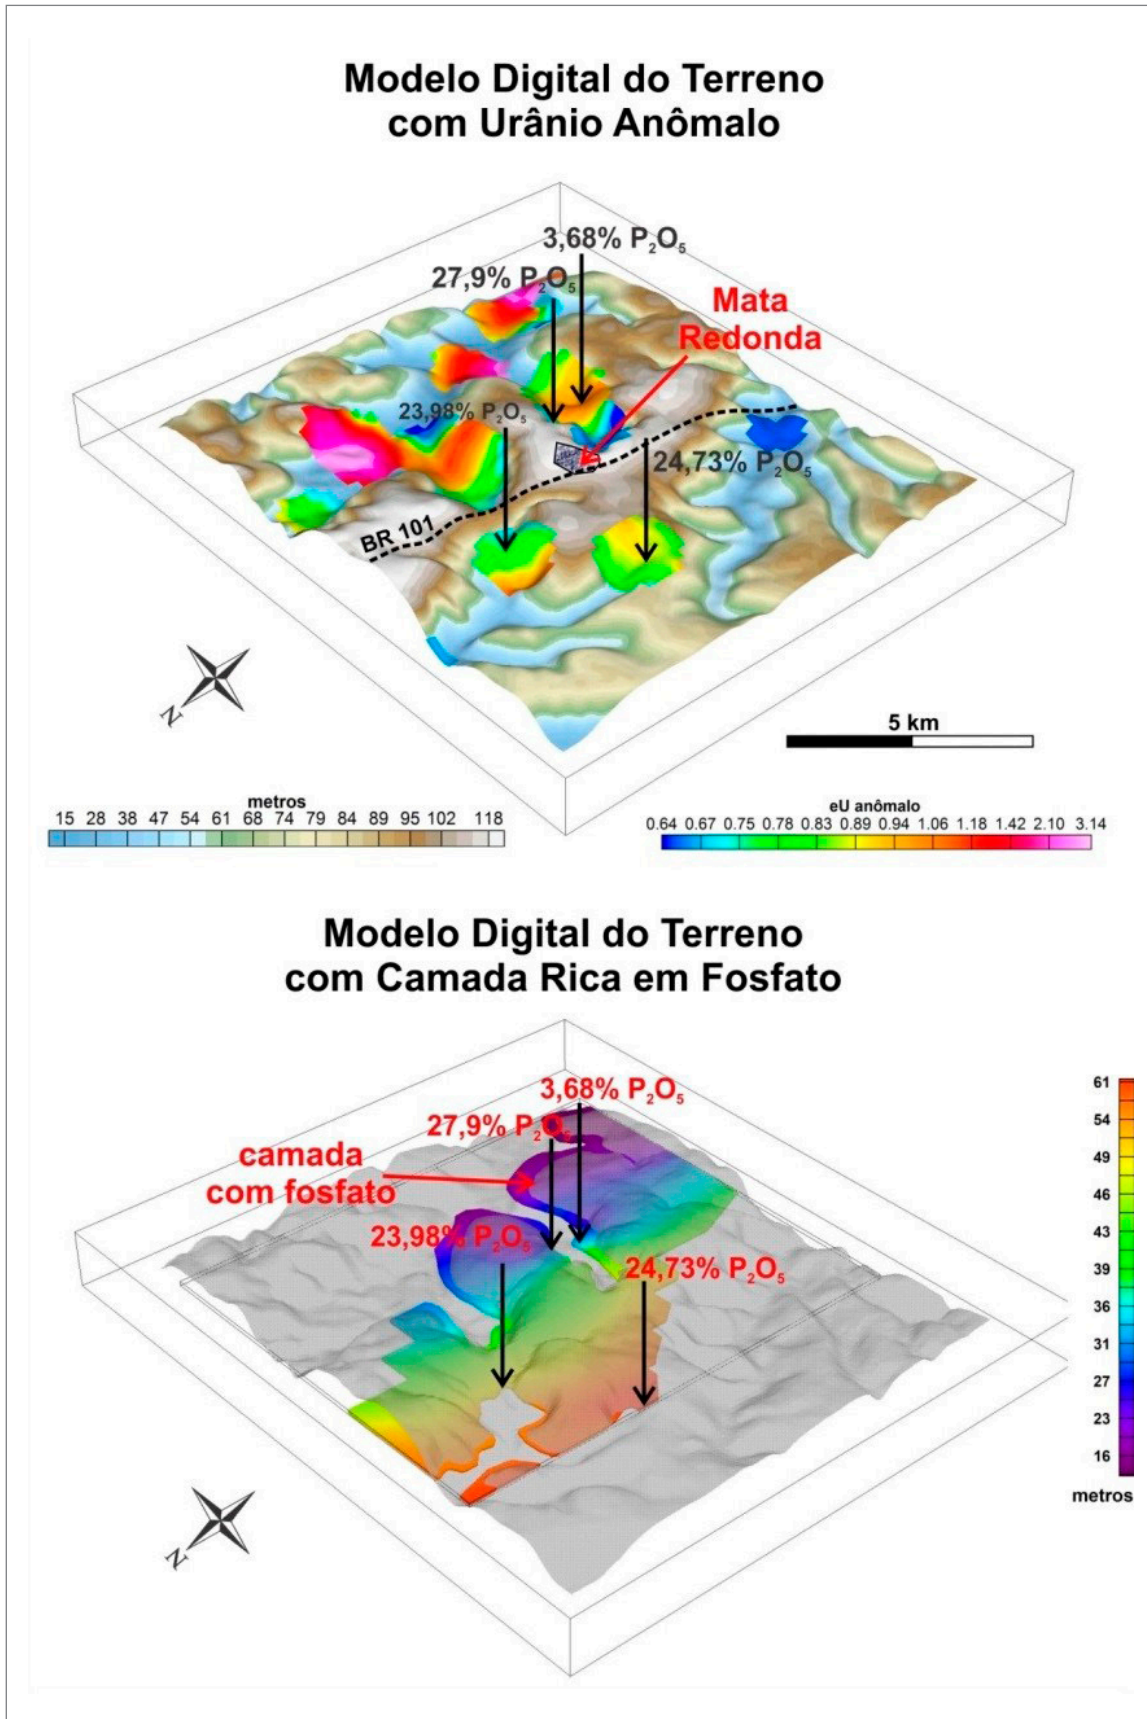 Modelo Digital do Terreno
com Urânio Anômalo
3,68% P₂O₅
27,9% P₂O₅
Mata
Redonda
23,98% P₂O₅
24,73% P₂O₅
BR 101
N
5 km
metros
15 28 38 47 54 61 68 74 79 84 89 95 102 118
eU anômalo
0.64 0.67 0.75 0.78 0.83 0.89 0.94 1.06 1.18 1.42 2.10 3.14
Modelo Digital do Terreno
com Camada Rica em Fosfato
3,68% P₂O₅
27,9% P₂O₅
camada
com fosfato
23,98% P₂O₅
24,73% P₂O₅
61
54
49
46
43
39
36
31
27
23
16
metros
N